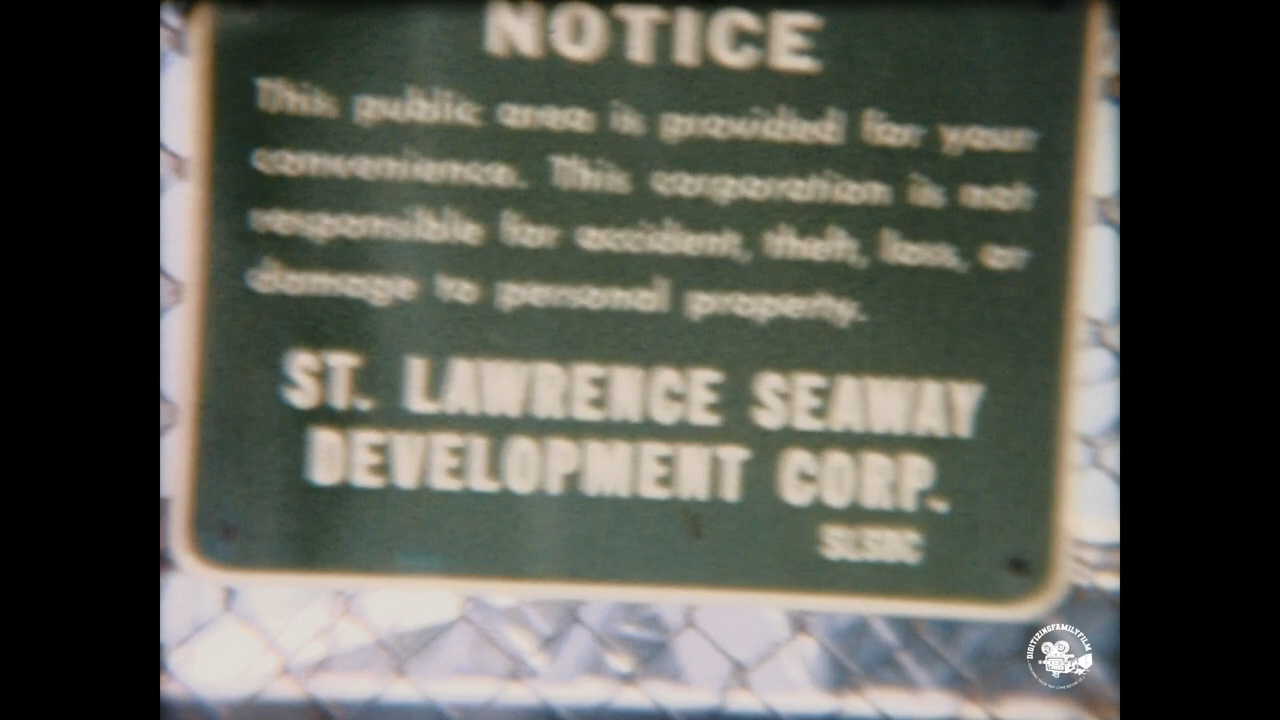 NOTICE
This public area is provided for your
convenience. This corporation is not
responsible for accident, theft, loss, or
damage to personal property.
ST. LAWRENCE SEAWAY
DEVELOPMENT CORP.
SLSDC
DIGITIZINGFAMILYFILM